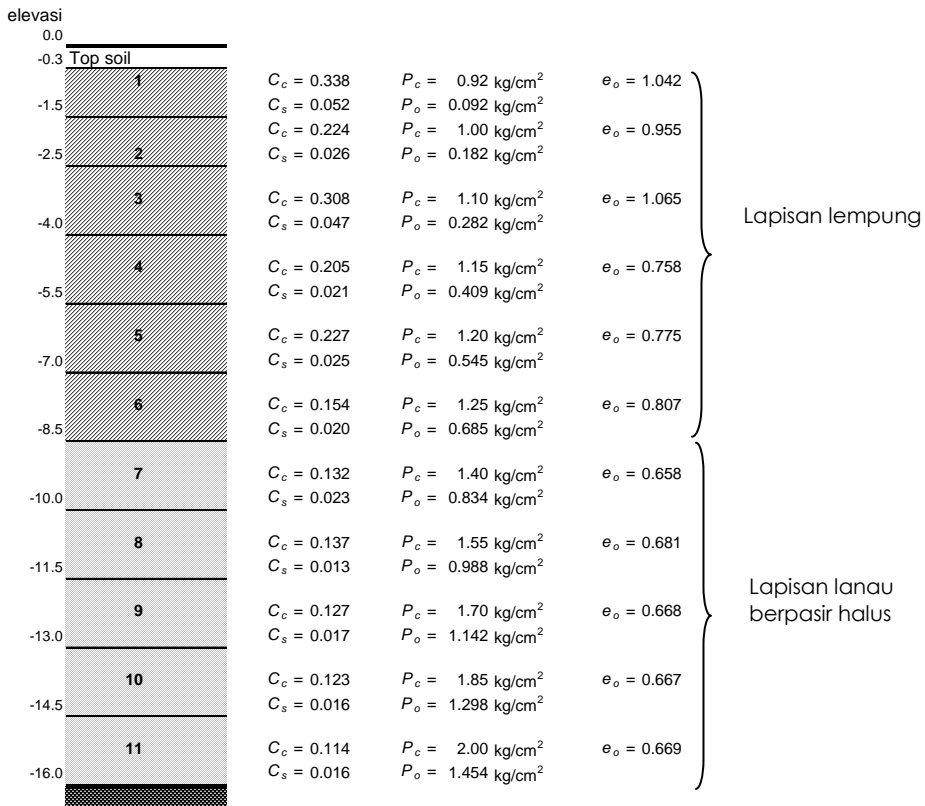 elevasi
0.0
-0.3 Top soil
1 C_c = 0.338 P_c = 0.92 kg/cm² e_o = 1.042
-1.5 C_s = 0.052 P_o = 0.092 kg/cm²
C_c = 0.224 P_c = 1.00 kg/cm² e_o = 0.955
-2.5 2 C_s = 0.026 P_o = 0.182 kg/cm²
3 C_c = 0.308 P_c = 1.10 kg/cm² e_o = 1.065
Lapisan lempung
-4.0 C_s = 0.047 P_o = 0.282 kg/cm²
4 C_c = 0.205 P_c = 1.15 kg/cm² e_o = 0.758
-5.5 C_s = 0.021 P_o = 0.409 kg/cm²
5 C_c = 0.227 P_c = 1.20 kg/cm² e_o = 0.775
-7.0 C_s = 0.025 P_o = 0.545 kg/cm²
6 C_c = 0.154 P_c = 1.25 kg/cm² e_o = 0.807
-8.5 C_s = 0.020 P_o = 0.685 kg/cm²
7 C_c = 0.132 P_c = 1.40 kg/cm² e_o = 0.658
-10.0 C_s = 0.023 P_o = 0.834 kg/cm²
8 C_c = 0.137 P_c = 1.55 kg/cm² e_o = 0.681
-11.5 C_s = 0.013 P_o = 0.988 kg/cm²
Lapisan lanau
berpasir halus
9 C_c = 0.127 P_c = 1.70 kg/cm² e_o = 0.668
-13.0 C_s = 0.017 P_o = 1.142 kg/cm²
10 C_c = 0.123 P_c = 1.85 kg/cm² e_o = 0.667
-14.5 C_s = 0.016 P_o = 1.298 kg/cm²
11 C_c = 0.114 P_c = 2.00 kg/cm² e_o = 0.669
-16.0 C_s = 0.016 P_o = 1.454 kg/cm²